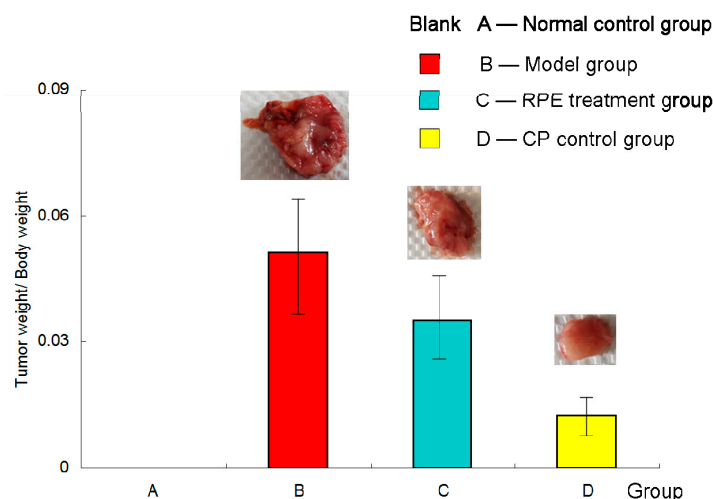 Blank A — Normal control group
B — Model group
C — RPE treatment group
D — CP control group
0.09
0.06
0.03
0
Tumor weight/ Body weight
A B C D Group